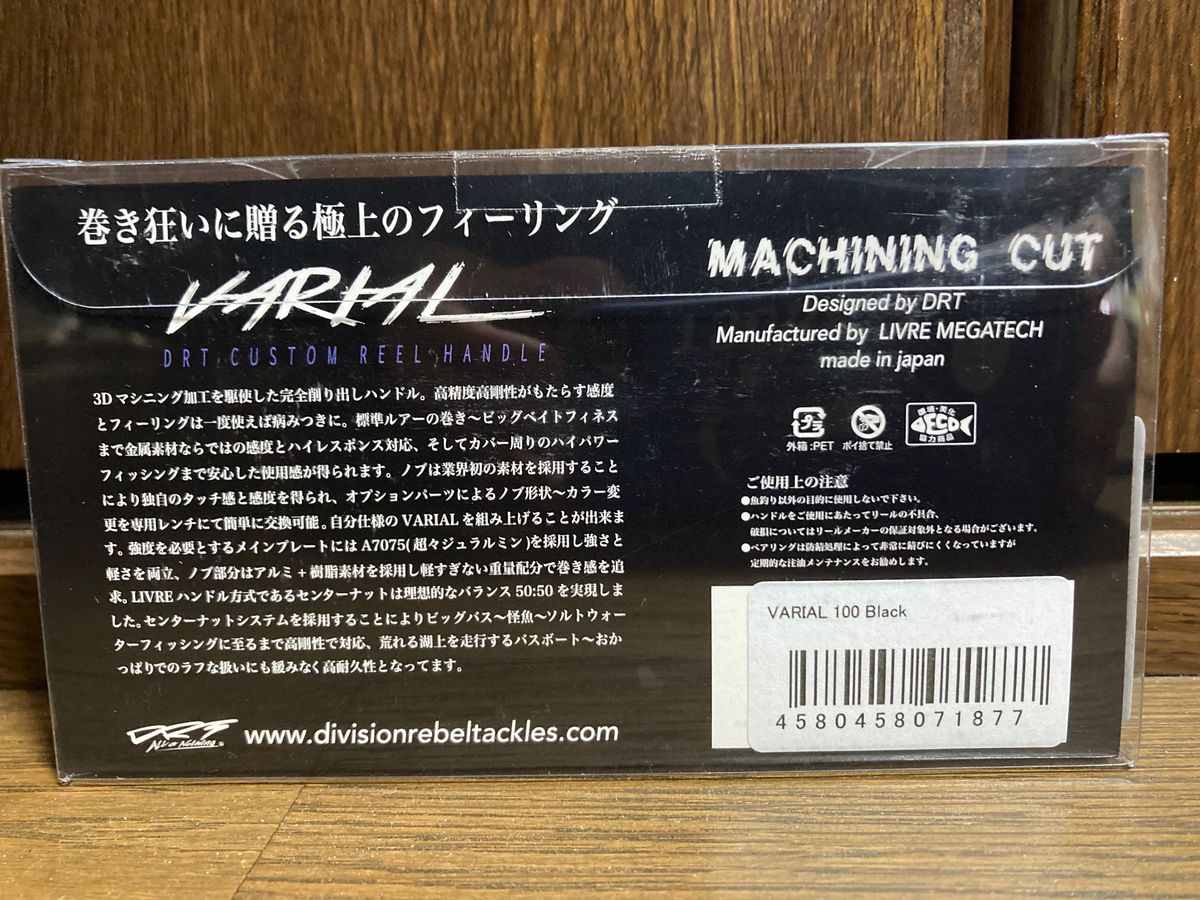 巻き狂いに贈る極上のフィーリング
VARIAL
DRT CUSTOM REEL HANDLE
3Dマシニング加工を駆使した完全削り出しハンドル。高精度高剛性がもたらす感度
とフィーリングは一度使えば病みつきに。標準ルアーの巻き〜ビッグベイトフィネス
まで金属素材ならではの感度とハイレスポンス対応、そしてカバー周りのハイパワー
フィッシングまで安心した使用感が得られます。ノブは業界初の素材を採用すること
により独自のタッチ感と感度を得られ、オプションパーツによるノブ形状〜カラー変
更を専用レンチにて簡単に交換可能。自分仕様のVARIALを組み上げることが出来ま
す。強度を必要とするメインプレートにはA7075(超々ジュラルミン)を採用し強さと
軽さを両立、ノブ部分はアルミ+樹脂素材を採用し軽すぎない重量配分で巻き感を追
求。LIVREハンドル方式であるセンターナットは理想的なバランス50:50を実現しま
した。センターナットシステムを採用することによりビッグバス〜怪魚〜ソルトウォー
ターフィッシングに至るまで高剛性で対応、荒れる湖上を走行するバスボート〜おか
っぱりでのラフな扱いにも緩みなく高耐久性となってます。
DRT
All or Nothing.
www.divisionrebeltackles.com
MACHINING CUT
Designed by DRT
Manufactured by LIVRE MEGATECH
made in japan
プラ
外箱:PET
ポイ捨て禁止
環境・美化
ECO
協力商品
ご使用上の注意
●魚釣り以外の目的に使用しないで下さい。
●ハンドルをご使用にあたってリールの不具合、
破損についてはリールメーカーの保証対象外となる場合がございます。
●ベアリングは防錆処理によって非常に錆びにくくなっていますが
定期的な注油メンテナンスをお勧めします。
VARIAL 100 Black
4580458071877